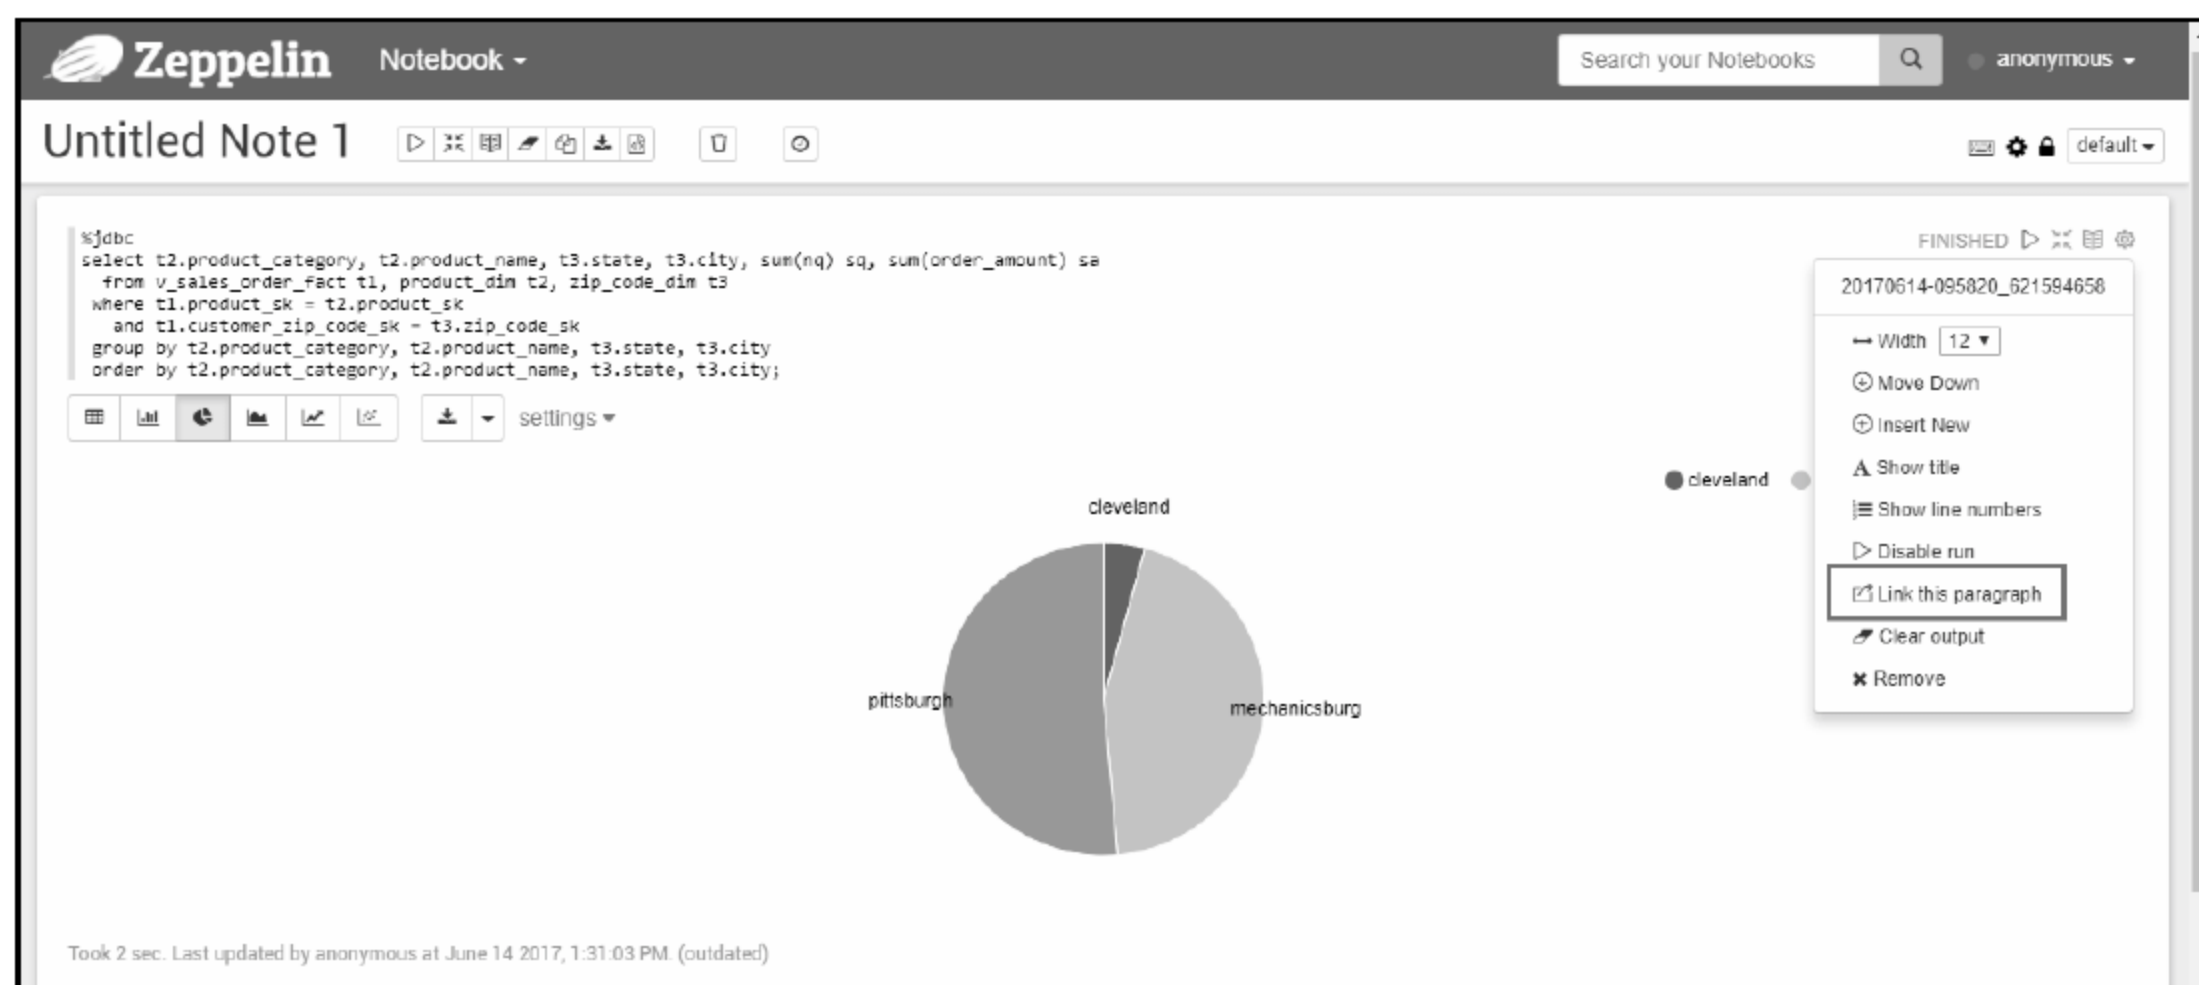 Zeppelin Notebook Search your Notebooks anonymous
Untitled Note 1 default
%jdbc
select t2.product_category, t2.product_name, t3.state, t3.city, sum(nq) sq, sum(order_amount) sa
from v_sales_order_fact t1, product_dim t2, zip_code_dim t3
where t1.product_sk = t2.product_sk
and t1.customer_zip_code_sk = t3.zip_code_sk
group by t2.product_category, t2.product_name, t3.state, t3.city
order by t2.product_category, t2.product_name, t3.state, t3.city;
FINISHED
20170614-095820_621594658
Width 12
Move Down
Insert New
Show title
Show line numbers
Disable run
Link this paragraph
Clear output
Remove
settings
cleveland
cleveland
pittsburgh
mechanicsburg
Took 2 sec. Last updated by anonymous at June 14 2017, 1:31:03 PM. (outdated)